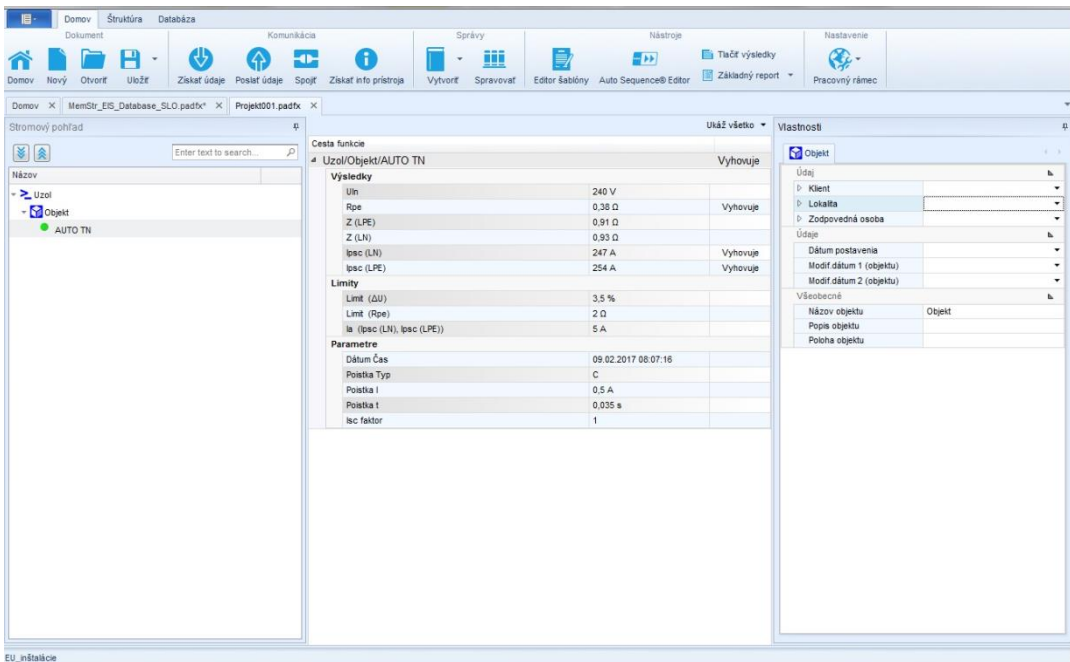 Domov Štruktúra Databáza
Dokument Komunikácia Správy Nástroje Nastavenie
Domov Nový Otvoriť Uložiť Získať údaje Poslať údaje Spojiť Získať info prístroja Vytvoriť Spravovať Editor šablóny Auto Sequence® Editor Tlačiť výsledky Základný report Pracovný rámec
Domov MemStr_EIS_Database_SLO.padfx* Projekt001.padfx
Stromový pohľad
Enter text to search...
Názov
Uzol
Objekt
AUTO TN
Ukáž všetko
Cesta funkcie
Uzol/Objekt/AUTO TN Vyhovuje
Výsledky
Uln 240 V
Rpe 0,38 Ω Vyhovuje
Z (LPE) 0,91 Ω
Z (LN) 0,93 Ω
Ipsc (LN) 247 A Vyhovuje
Ipsc (LPE) 254 A Vyhovuje
Limity
Limit (ΔU) 3,5 %
Limit (Rpe) 2 Ω
Ia (Ipsc (LN), Ipsc (LPE)) 5 A
Parametre
Dátum Čas 09.02.2017 08:07:16
Poistka Typ C
Poistka I 0,5 A
Poistka t 0,035 s
Isc faktor 1
Vlastnosti
Objekt
Údaj
Klient
Lokalita
Zodpovedná osoba
Údaje
Dátum postavenia
Modif.dátum 1 (objektu)
Modif.dátum 2 (objektu)
Všeobecné
Názov objektu Objekt
Popis objektu
Poloha objektu
EU_inštalácie